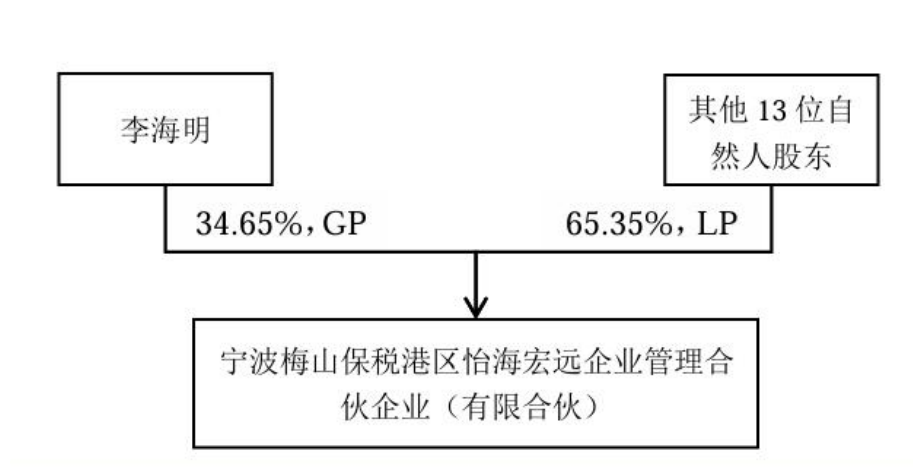 李海明
其他 13 位自
然人股东
34.65%，GP
65.35%，LP
宁波梅山保税港区怡海宏远企业管理合
伙企业（有限合伙）